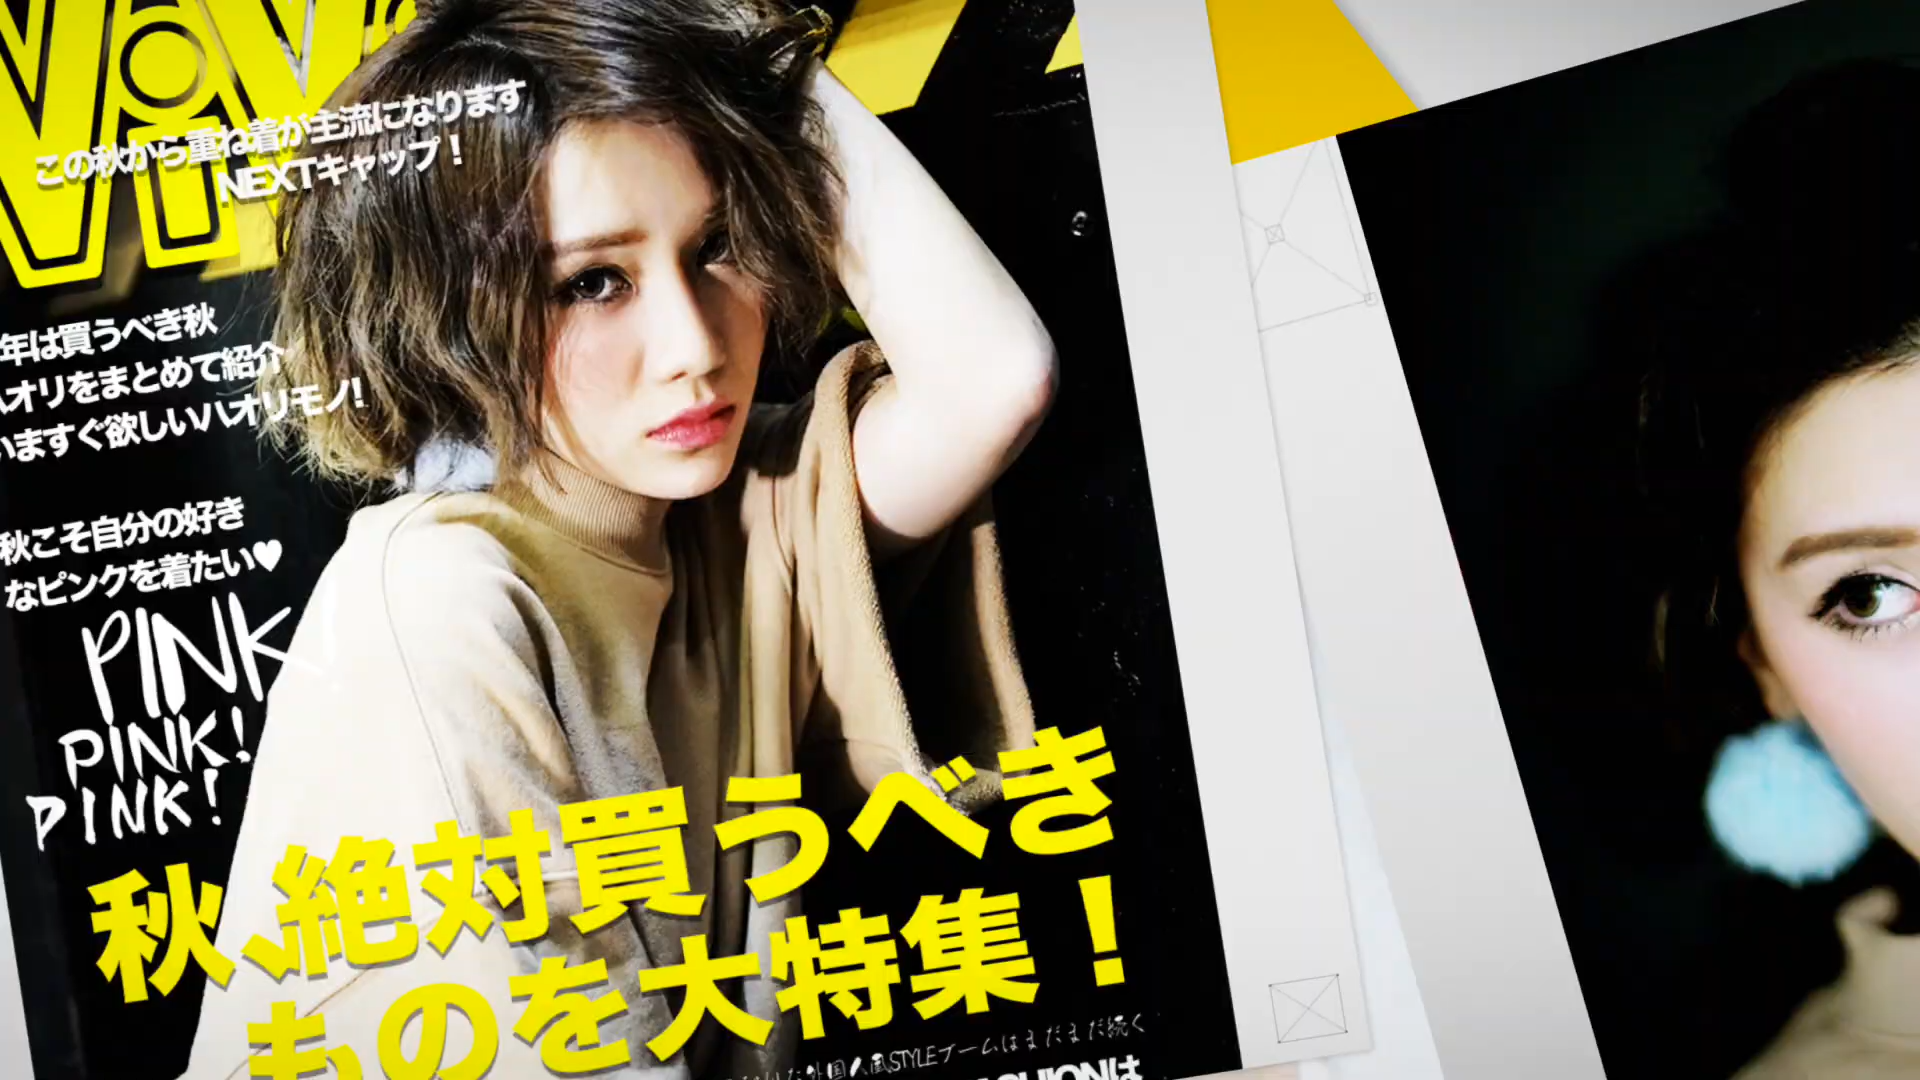 ViVi
この秋から重ね着が主流になります
NEXTキャップ！
年は買うべき秋
ハオリをまとめて紹介
いますぐ欲しいハオリモノ!
秋こそ自分の好き
なピンクを着たい♥
PINK!
PINK!
PINK!
秋、絶対買うべき
ものを大特集！
外国人風STYLEブームはまだまだ続く